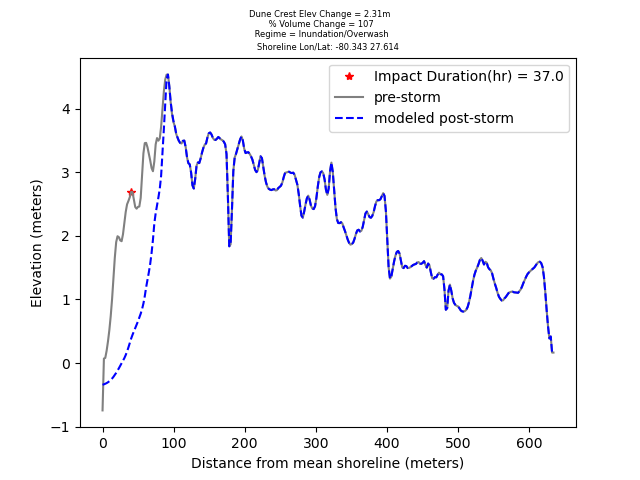 Dune Crest Elev Change = 2.31m
% Volume Change = 107
Regime = Inundation/Overwash
Shoreline Lon/Lat: -80.343 27.614
Impact Duration(hr) = 37.0
pre-storm
modeled post-storm
4
3
2
1
0
−1
Elevation (meters)
0 100 200 300 400 500 600
Distance from mean shoreline (meters)